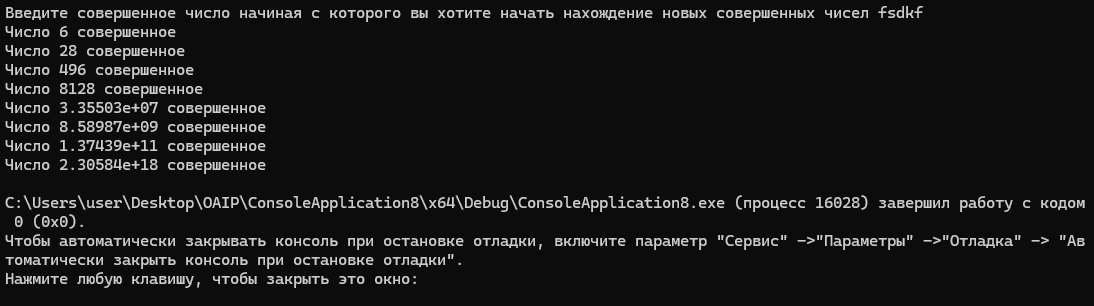 Введите совершенное число начиная с которого вы хотите начать нахождение новых совершенных чисел fsdkf
Число 6 совершенное
Число 28 совершенное
Число 496 совершенное
Число 8128 совершенное
Число 3.35503e+07 совершенное
Число 8.58987e+09 совершенное
Число 1.37439e+11 совершенное
Число 2.30584e+18 совершенное
C:\Users\user\Desktop\OAIP\ConsoleApplication8\x64\Debug\ConsoleApplication8.exe (процесс 16028) завершил работу с кодом
0 (0x0).
Чтобы автоматически закрывать консоль при остановке отладки, включите параметр "Сервис" ->"Параметры" ->"Отладка" -> "Ав
томатически закрыть консоль при остановке отладки".
Нажмите любую клавишу, чтобы закрыть это окно: